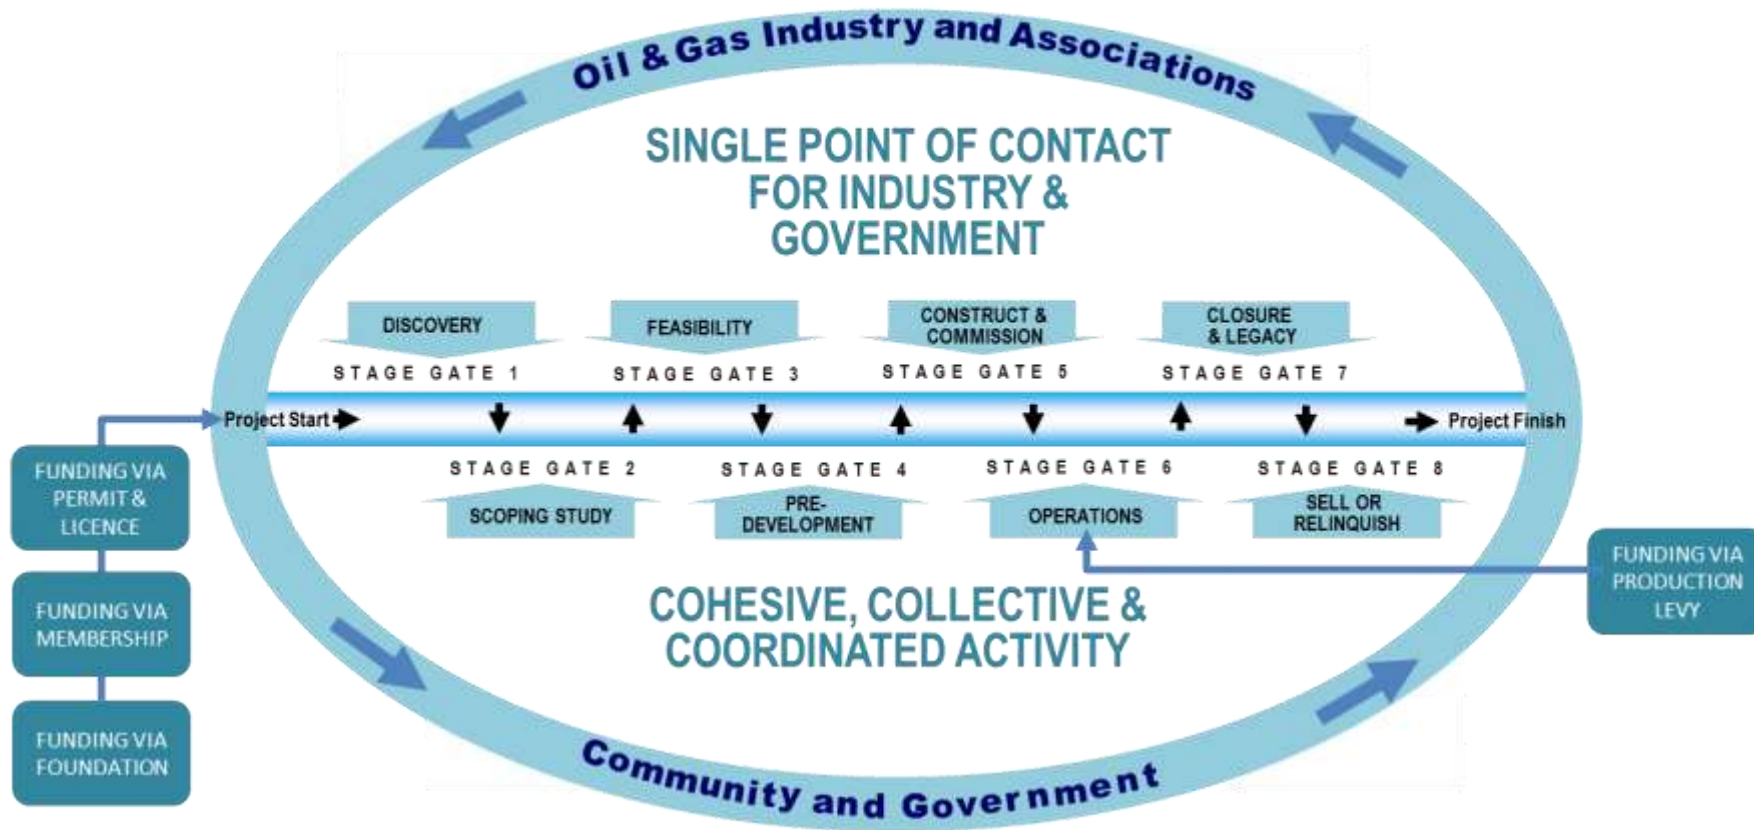 Oil & Gas Industry and Associations
SINGLE POINT OF CONTACT
FOR INDUSTRY &
GOVERNMENT
DISCOVERY
FEASIBILITY
CONSTRUCT &
COMMISSION
CLOSURE
& LEGACY
STAGE GATE 1
STAGE GATE 3
STAGE GATE 5
STAGE GATE 7
Project Start
Project Finish
STAGE GATE 2
STAGE GATE 4
STAGE GATE 6
STAGE GATE 8
SCOPING STUDY
PRE-
DEVELOPMENT
OPERATIONS
SELL OR
RELINQUISH
FUNDING VIA
PERMIT &
LICENCE
FUNDING VIA
MEMBERSHIP
FUNDING VIA
FOUNDATION
FUNDING VIA
PRODUCTION
LEVY
COHESIVE, COLLECTIVE &
COORDINATED ACTIVITY
Community and Government